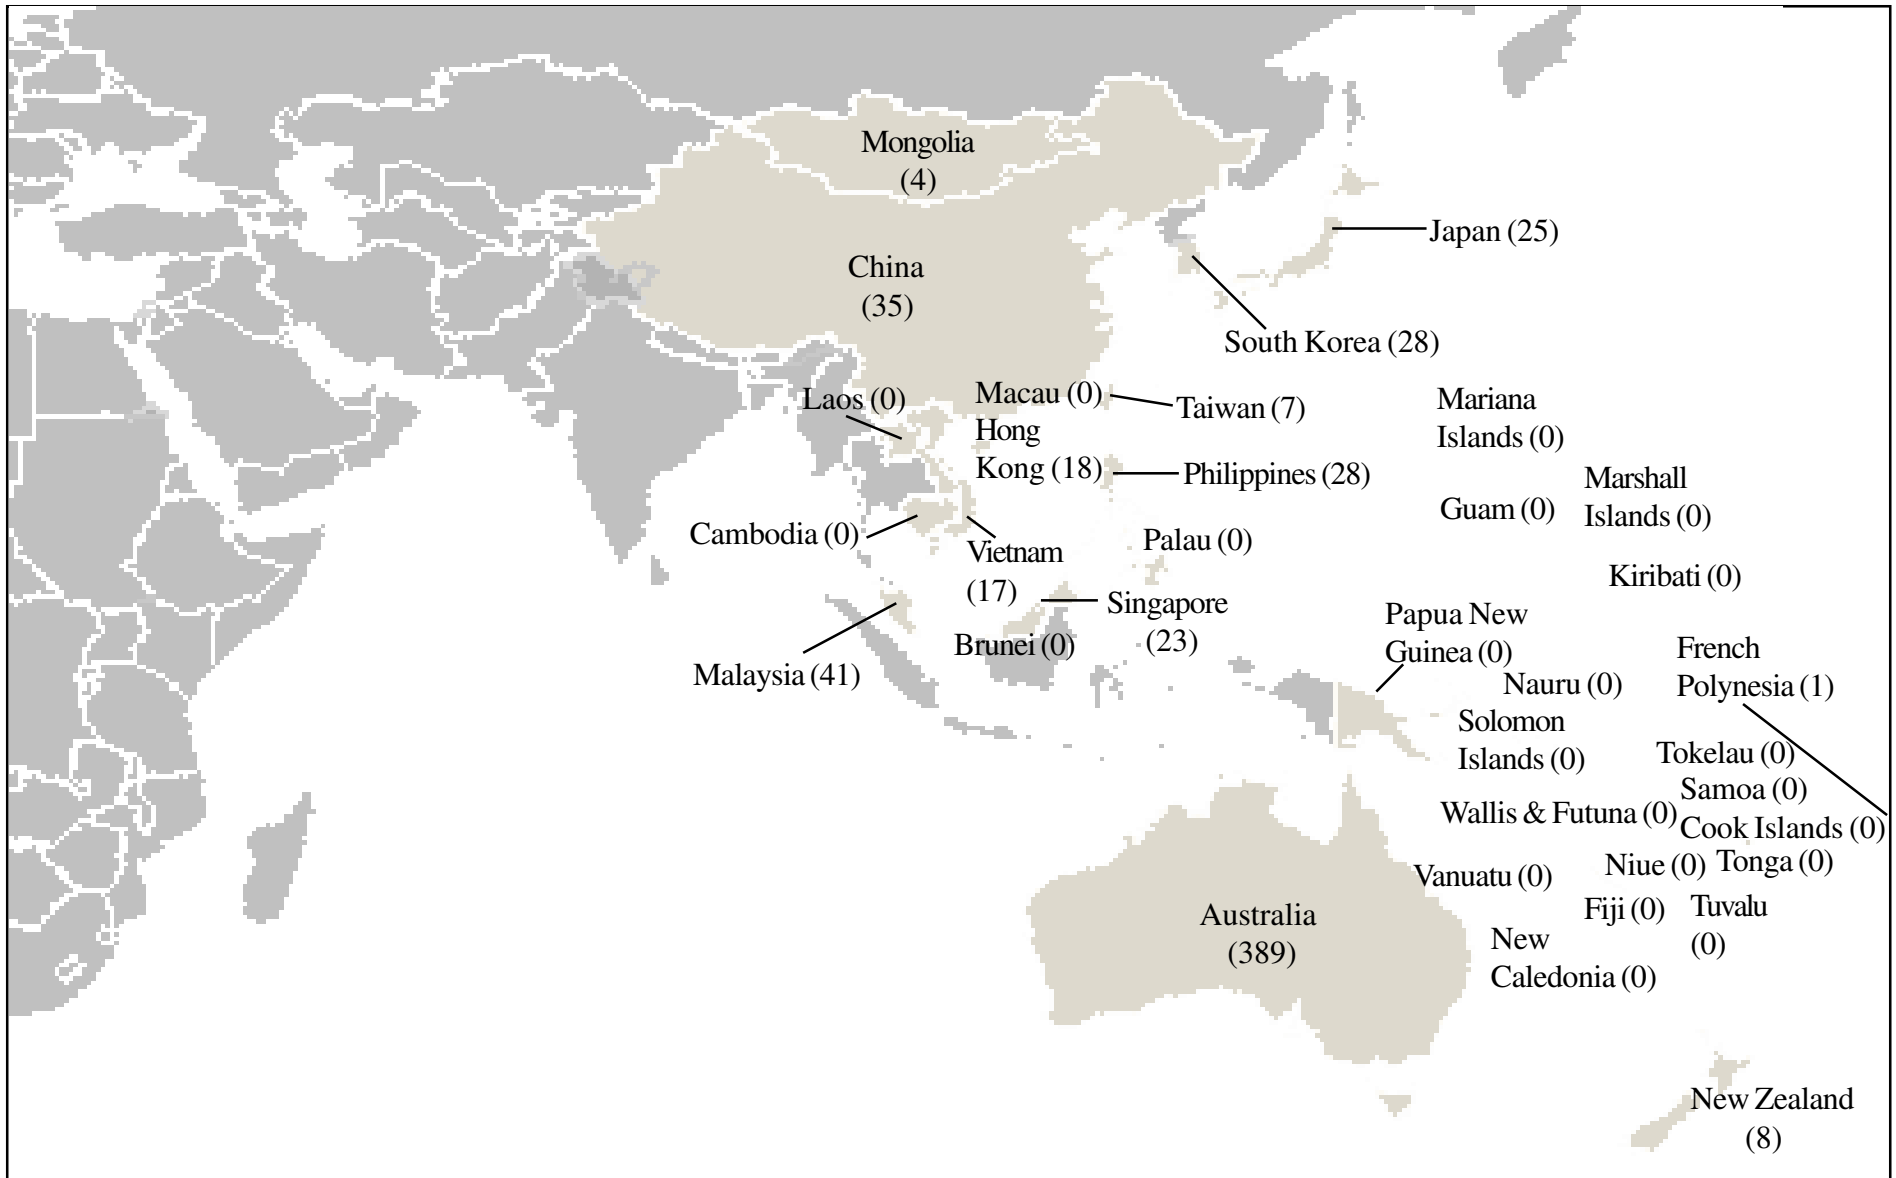 Mongolia
(4)
Japan (25)
China
(35)
South Korea (28)
Laos (0)
Macau (0)
Hong
Kong (18)
Taiwan (7)
Mariana
Islands (0)
Philippines (28)
Marshall
Islands (0)
Guam (0)
Cambodia (0)
Vietnam
(17)
Palau (0)
Kiribati (0)
Singapore
(23)
Brunei (0)
Malaysia (41)
Papua New
Guinea (0)
French
Polynesia (1)
Nauru (0)
Solomon
Islands (0)
Tokelau (0)
Samoa (0)
Wallis & Futuna (0)
Cook Islands (0)
Niue (0)
Tonga (0)
Vanuatu (0)
Fiji (0)
Tuvalu
(0)
Australia
(389)
New
Caledonia (0)
New Zealand
(8)